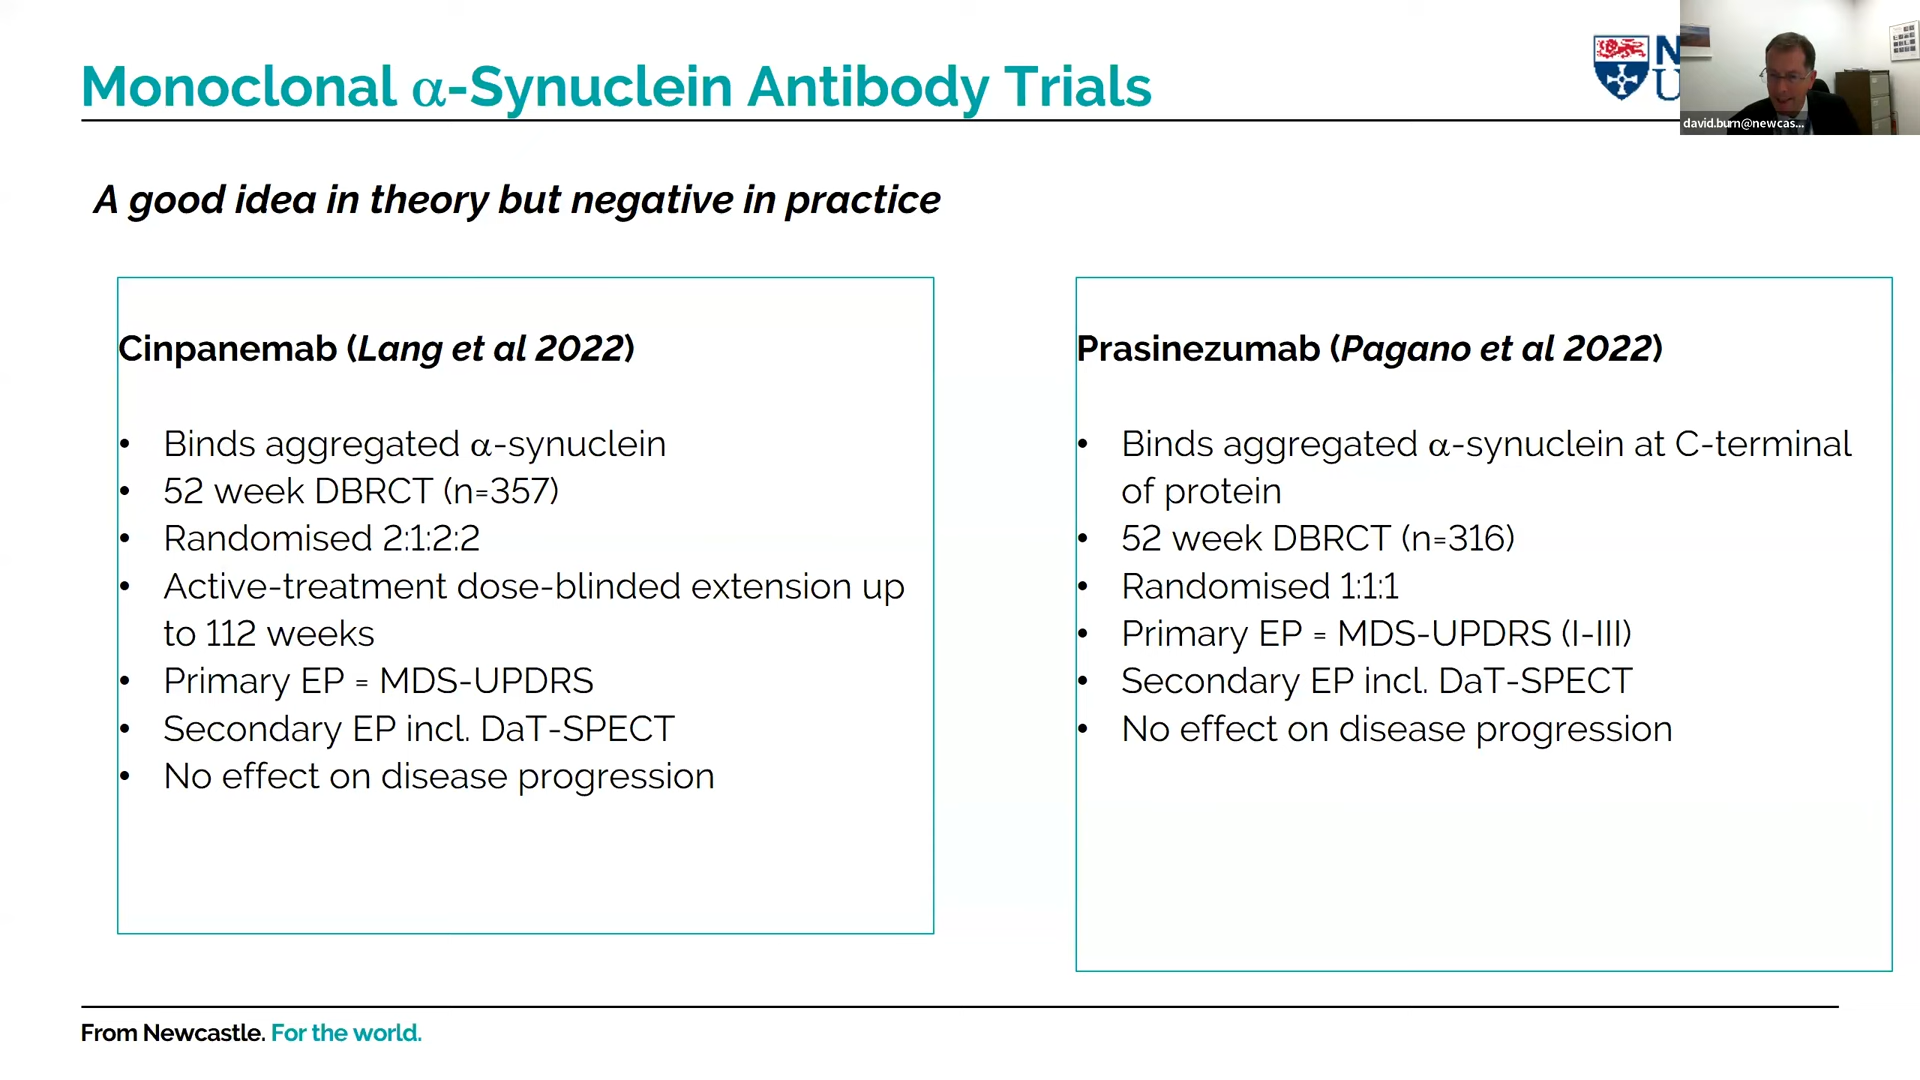 Monoclonal α-Synuclein Antibody Trials
N
U
david.burn@newcas...
A good idea in theory but negative in practice
Cinpanemab (Lang et al 2022)
• Binds aggregated α-synuclein
• 52 week DBRCT (n=357)
• Randomised 2:1:2:2
• Active-treatment dose-blinded extension up
to 112 weeks
• Primary EP = MDS-UPDRS
• Secondary EP incl. DaT-SPECT
• No effect on disease progression
Prasinezumab (Pagano et al 2022)
• Binds aggregated α-synuclein at C-terminal
of protein
• 52 week DBRCT (n=316)
• Randomised 1:1:1
• Primary EP = MDS-UPDRS (I-III)
• Secondary EP incl. DaT-SPECT
• No effect on disease progression
From Newcastle. For the world.